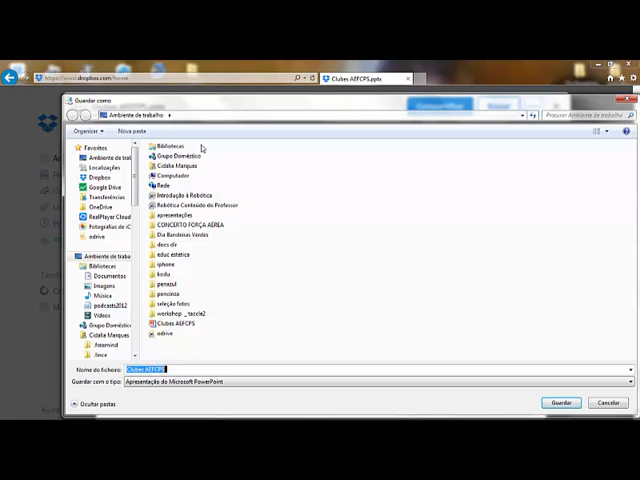 https://www.dropbox.com/home
Clubes AEFCPS.pptx
Guardar como
Ambiente de trabalho
Procurar Ambiente de trabalho
Organizar
Nova pasta
Favoritos
Ambiente de trab
Localizações
Dropbox
Google Drive
Transferências
OneDrive
RealPlayer Cloud
Fotografias do iC
odrive
Ambiente de trabal
Bibliotecas
Documentos
Imagens
Música
podcasts2012
Vídeos
Grupo Doméstico
Cidalia Marques
.freemind
.lince
Bibliotecas
Grupo Doméstico
Cidalia Marques
Computador
Rede
Introdução à Robótica
Robótica Conteúdo do Professor
apresentações
CONCERTO FORÇA AÉREA
Dia Bandeiras Verdes
docs dir
educ estetica
iphone
kodu
penazul
pencinza
seleção fotos
workshop _ taccle2
Clubes AEFCPS
odrive
Nome do ficheiro:
Clubes AEFCPS
Guardar com o tipo:
Apresentação do Microsoft PowerPoint
Ocultar pastas
Guardar
Cancelar